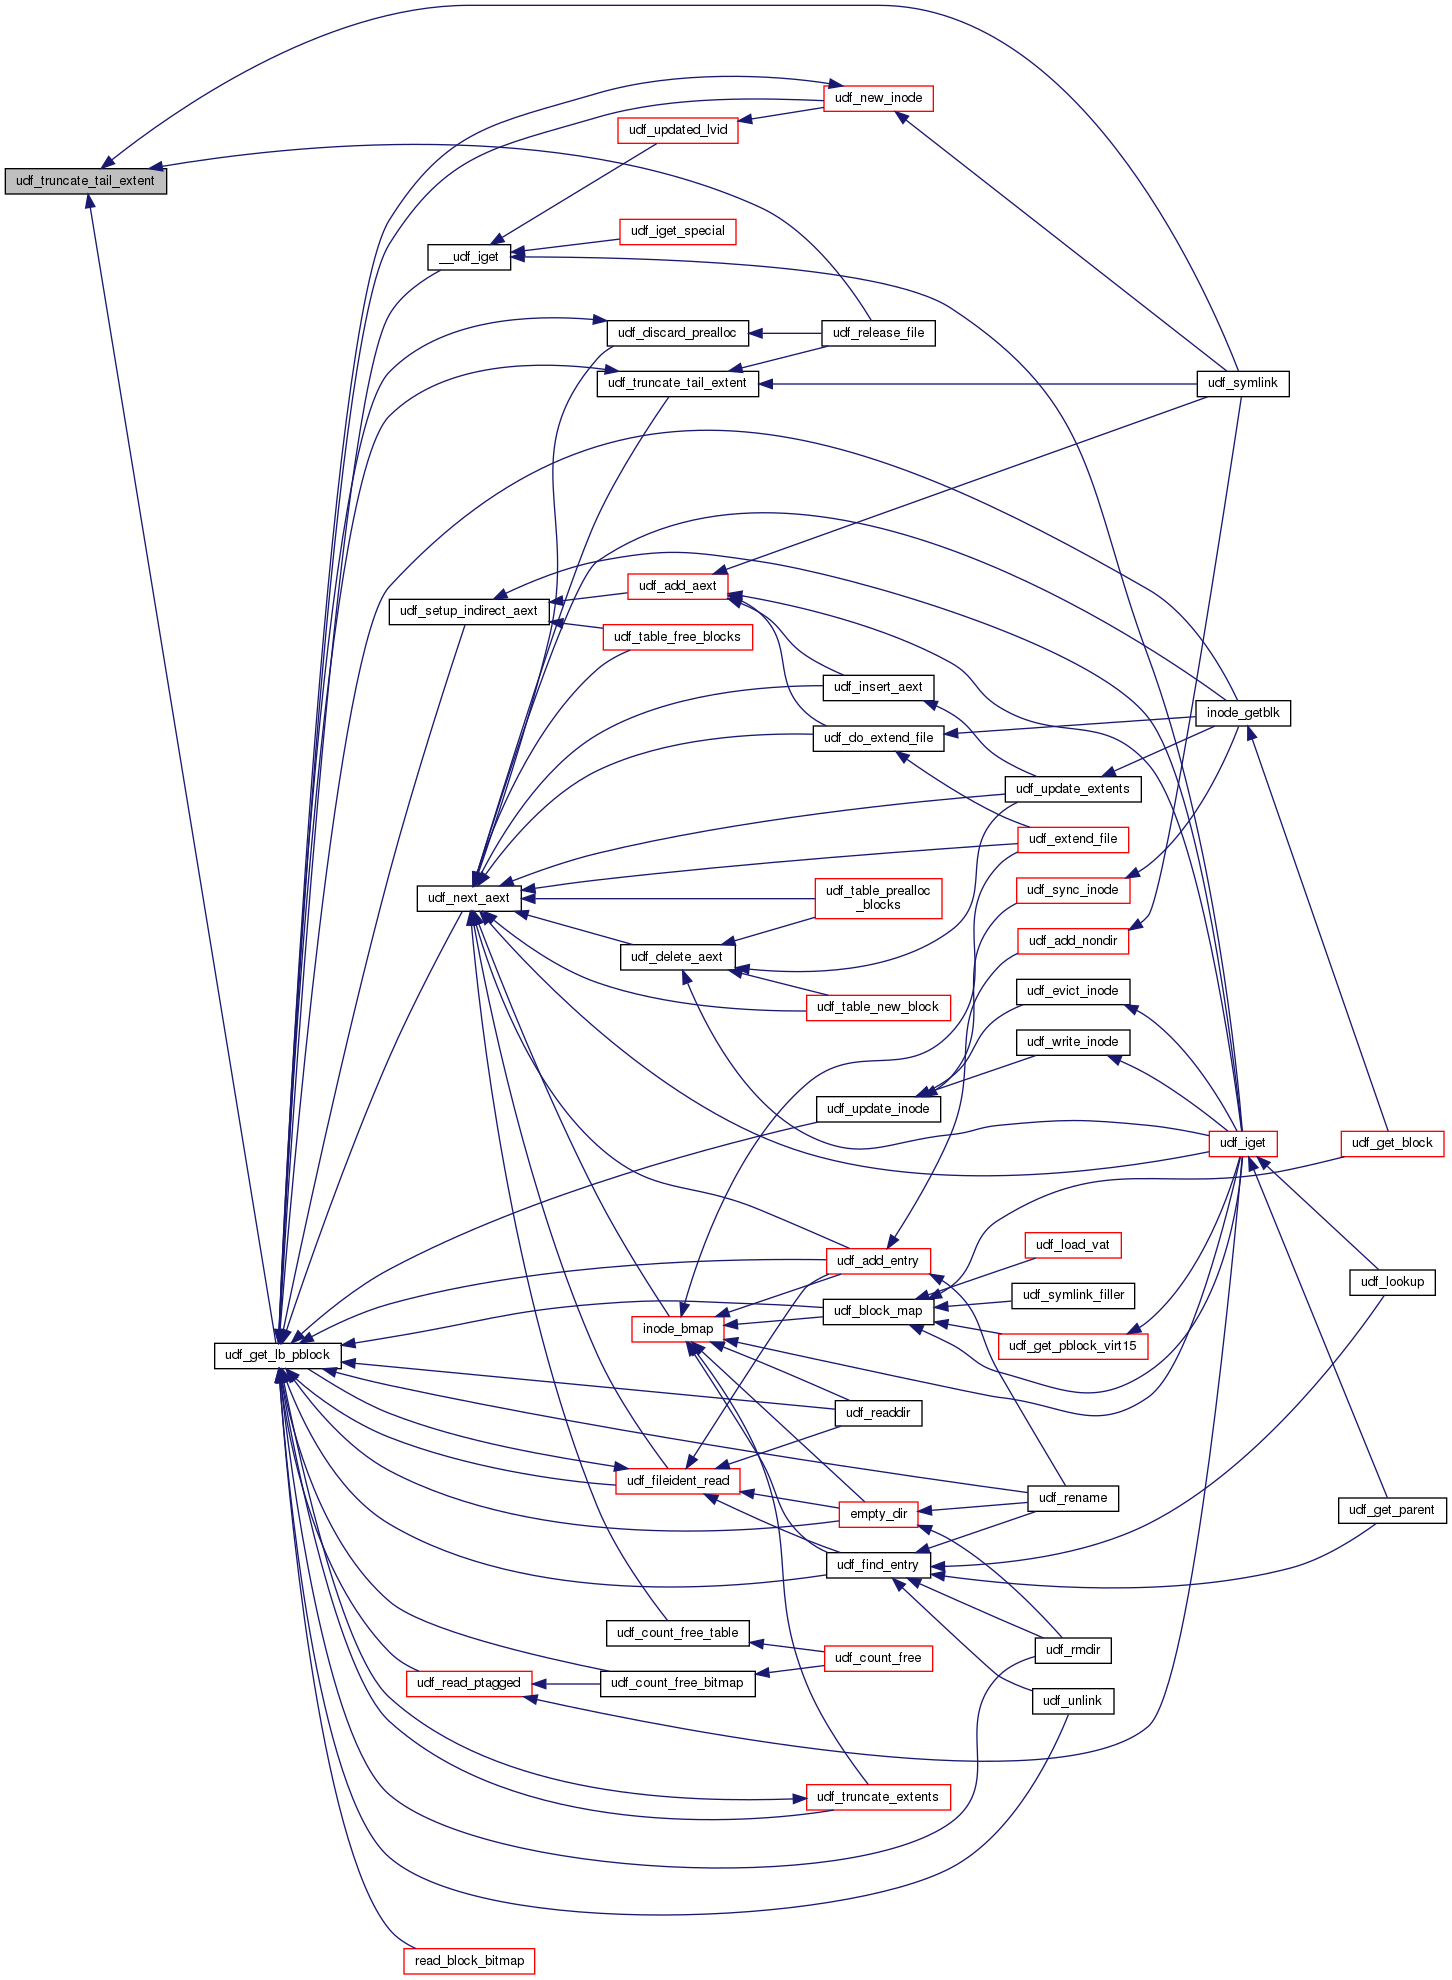 udf_new_inode
udf_updated_lvid
udf_truncate_tail_extent
udf_iget_special
__udf_iget
udf_discard_prealloc
udf_release_file
udf_truncate_tail_extent
udf_symlink
udf_add_aext
udf_setup_indirect_aext
udf_table_free_blocks
udf_insert_aext
inode_getblk
udf_do_extend_file
udf_update_extents
udf_extend_file
udf_next_aext
udf_table_prealloc
_blocks
udf_sync_inode
udf_add_nondir
udf_delete_aext
udf_evict_inode
udf_table_new_block
udf_write_inode
udf_update_inode
udf_iget
udf_get_block
udf_load_vat
udf_add_entry
udf_lookup
udf_symlink_filler
udf_block_map
inode_bmap
udf_get_pblock_virt15
udf_get_lb_pblock
udf_readdir
udf_fileident_read
udf_rename
udf_get_parent
empty_dir
udf_find_entry
udf_count_free_table
udf_rmdir
udf_count_free
udf_read_ptagged
udf_count_free_bitmap
udf_unlink
udf_truncate_extents
read_block_bitmap